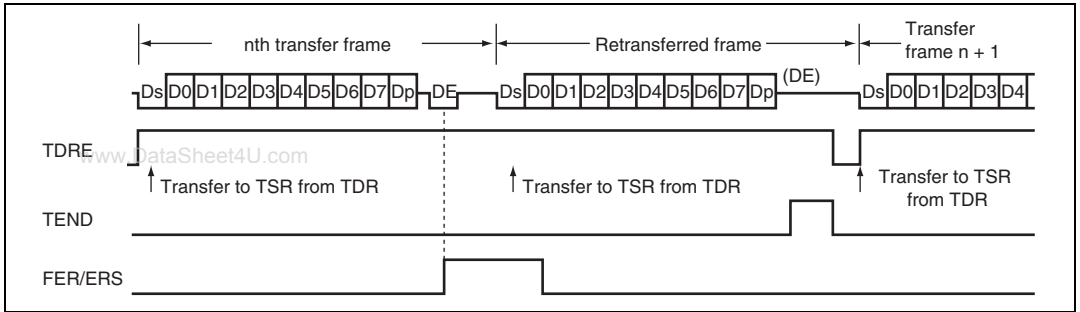 nth transfer frame Retransferred frame Transfer
frame n + 1
(DE)
Ds D0 D1 D2 D3 D4 D5 D6 D7 Dp DE Ds D0 D1 D2 D3 D4 D5 D6 D7 Dp Ds D0 D1 D2 D3 D4
TDRE
www.DataSheet4U.com
Transfer to TSR from TDR Transfer to TSR from TDR Transfer to TSR
from TDR
TEND
FER/ERS